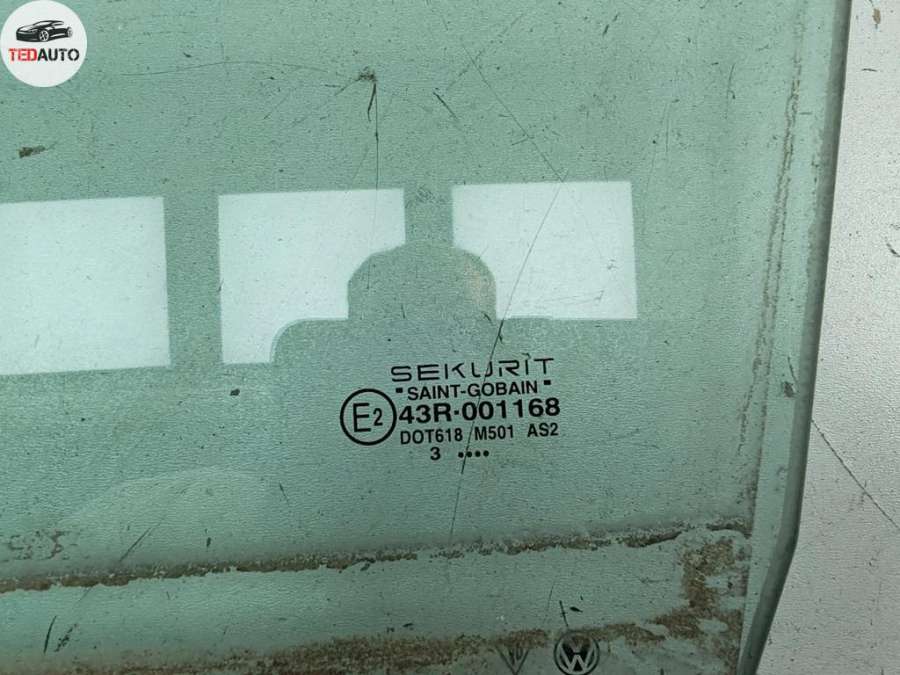 TEDAUTO
SEKURIT
"SAINT-GOBAIN"
E2 43R-001168
DOT618 M501 AS2
3 ••••